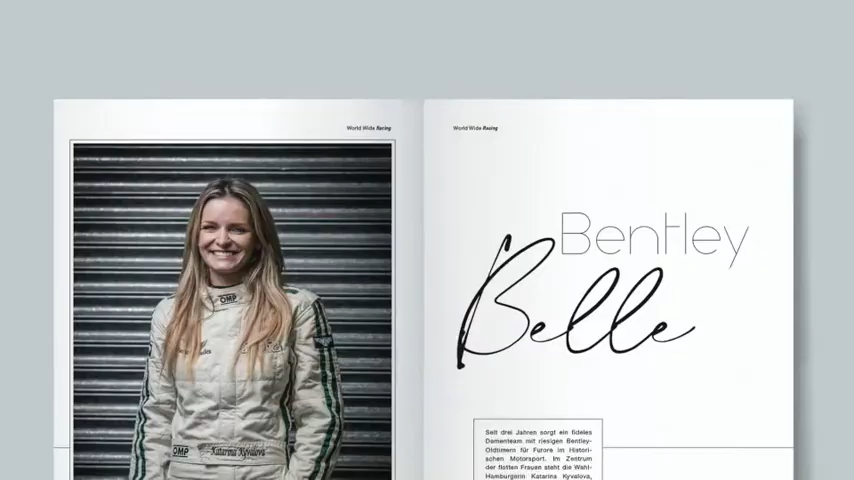 World Wide Racing
OMP
OMP
Katarina Kyvalova
World Wide Racing
Bentley
Belle
Seit drei Jahren sorgt ein fideles
Damenteam mit riesigen Bentley-
Oldtimern für Furore im Histori-
schen Motorsport. Im Zentrum
der flotten Frauen steht die Wahl-
Hamburgerin Katarina Kyvalova,